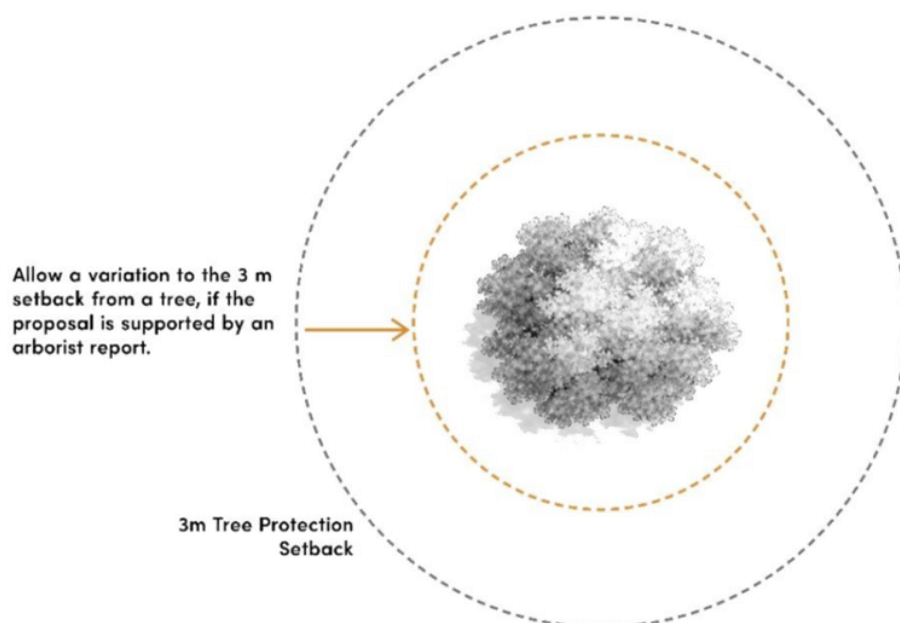 Allow a variation to the 3 m
setback from a tree, if the
proposal is supported by an
arborist report.
3m Tree Protection
Setback